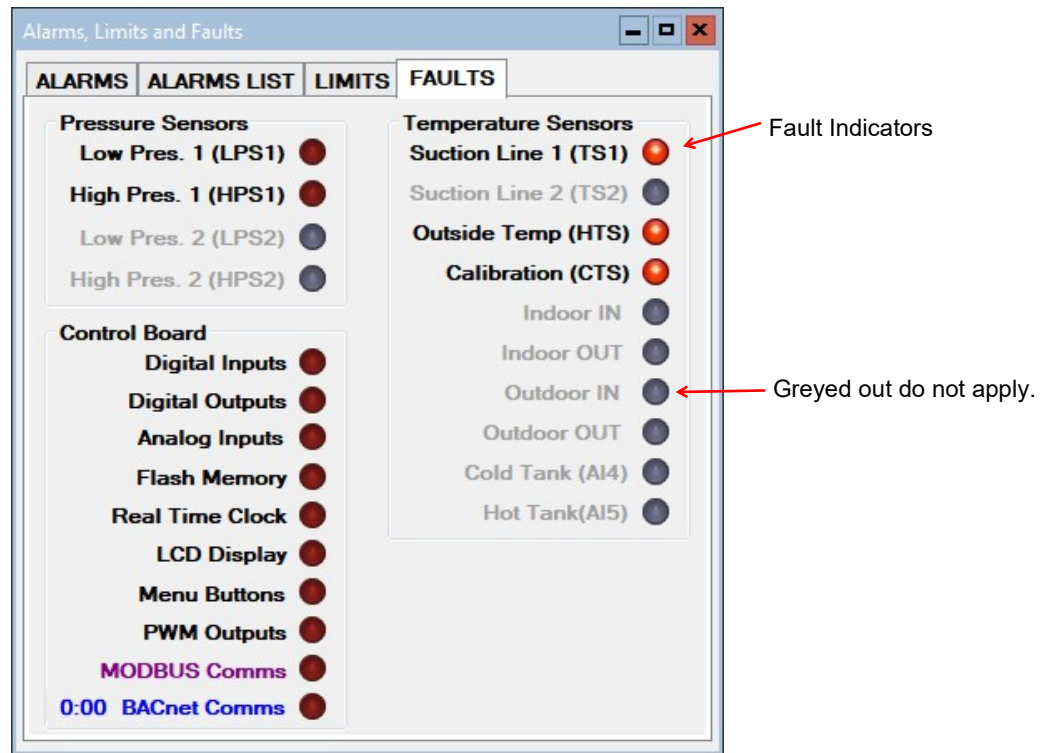 Alarms, Limits and Faults
ALARMS ALARMS LIST LIMITS FAULTS
Pressure Sensors
Low Pres. 1 (LPS1)
High Pres. 1 (HPS1)
Low Pres. 2 (LPS2)
High Pres. 2 (HPS2)
Control Board
Digital Inputs
Digital Outputs
Analog Inputs
Flash Memory
Real Time Clock
LCD Display
Menu Buttons
PWM Outputs
MODBUS Comms
0:00 BACnet Comms
Temperature Sensors
Suction Line 1 (TS1)
Suction Line 2 (TS2)
Outside Temp (HTS)
Calibration (CTS)
Indoor IN
Indoor OUT
Outdoor IN
Outdoor OUT
Cold Tank (AI4)
Hot Tank(AI5)
Fault Indicators
Greyed out do not apply.